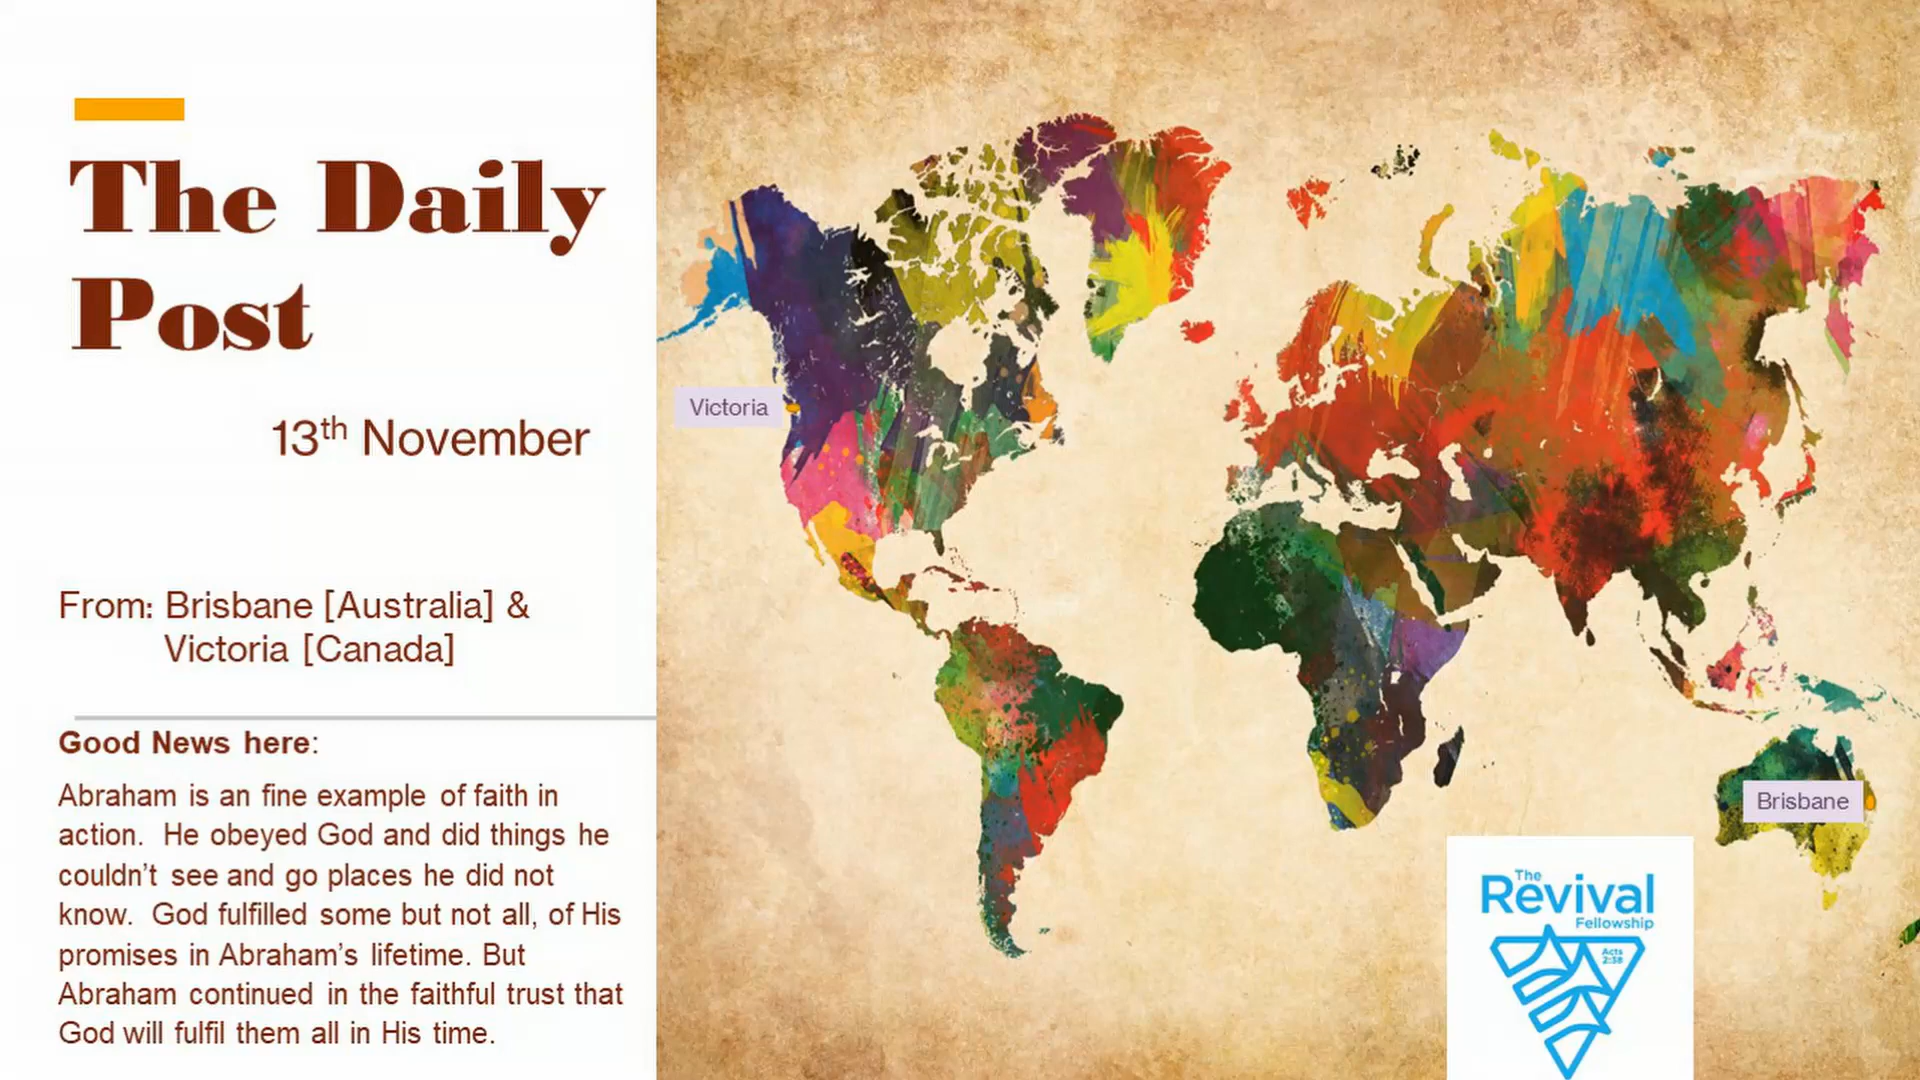 The Daily
Post
13th November
From: Brisbane [Australia] &
Victoria [Canada]
Good News here:
Abraham is an fine example of faith in
action. He obeyed God and did things he
couldn't see and go places he did not
know. God fulfilled some but not all, of His
promises in Abraham's lifetime. But
Abraham continued in the faithful trust that
God will fulfil them all in His time.
Victoria
Brisbane
The
Revival
Fellowship
Acts
2:38